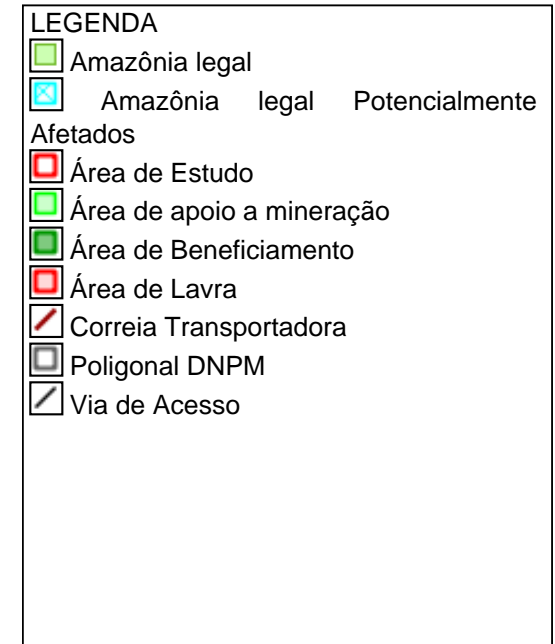 LEGENDA
Amazônia legal
Amazônia legal Potencialmente
Afetados
Área de Estudo
Área de apoio a mineração
Área de Beneficiamento
Área de Lavra
Correia Transportadora
Poligonal DNPM
Via de Acesso